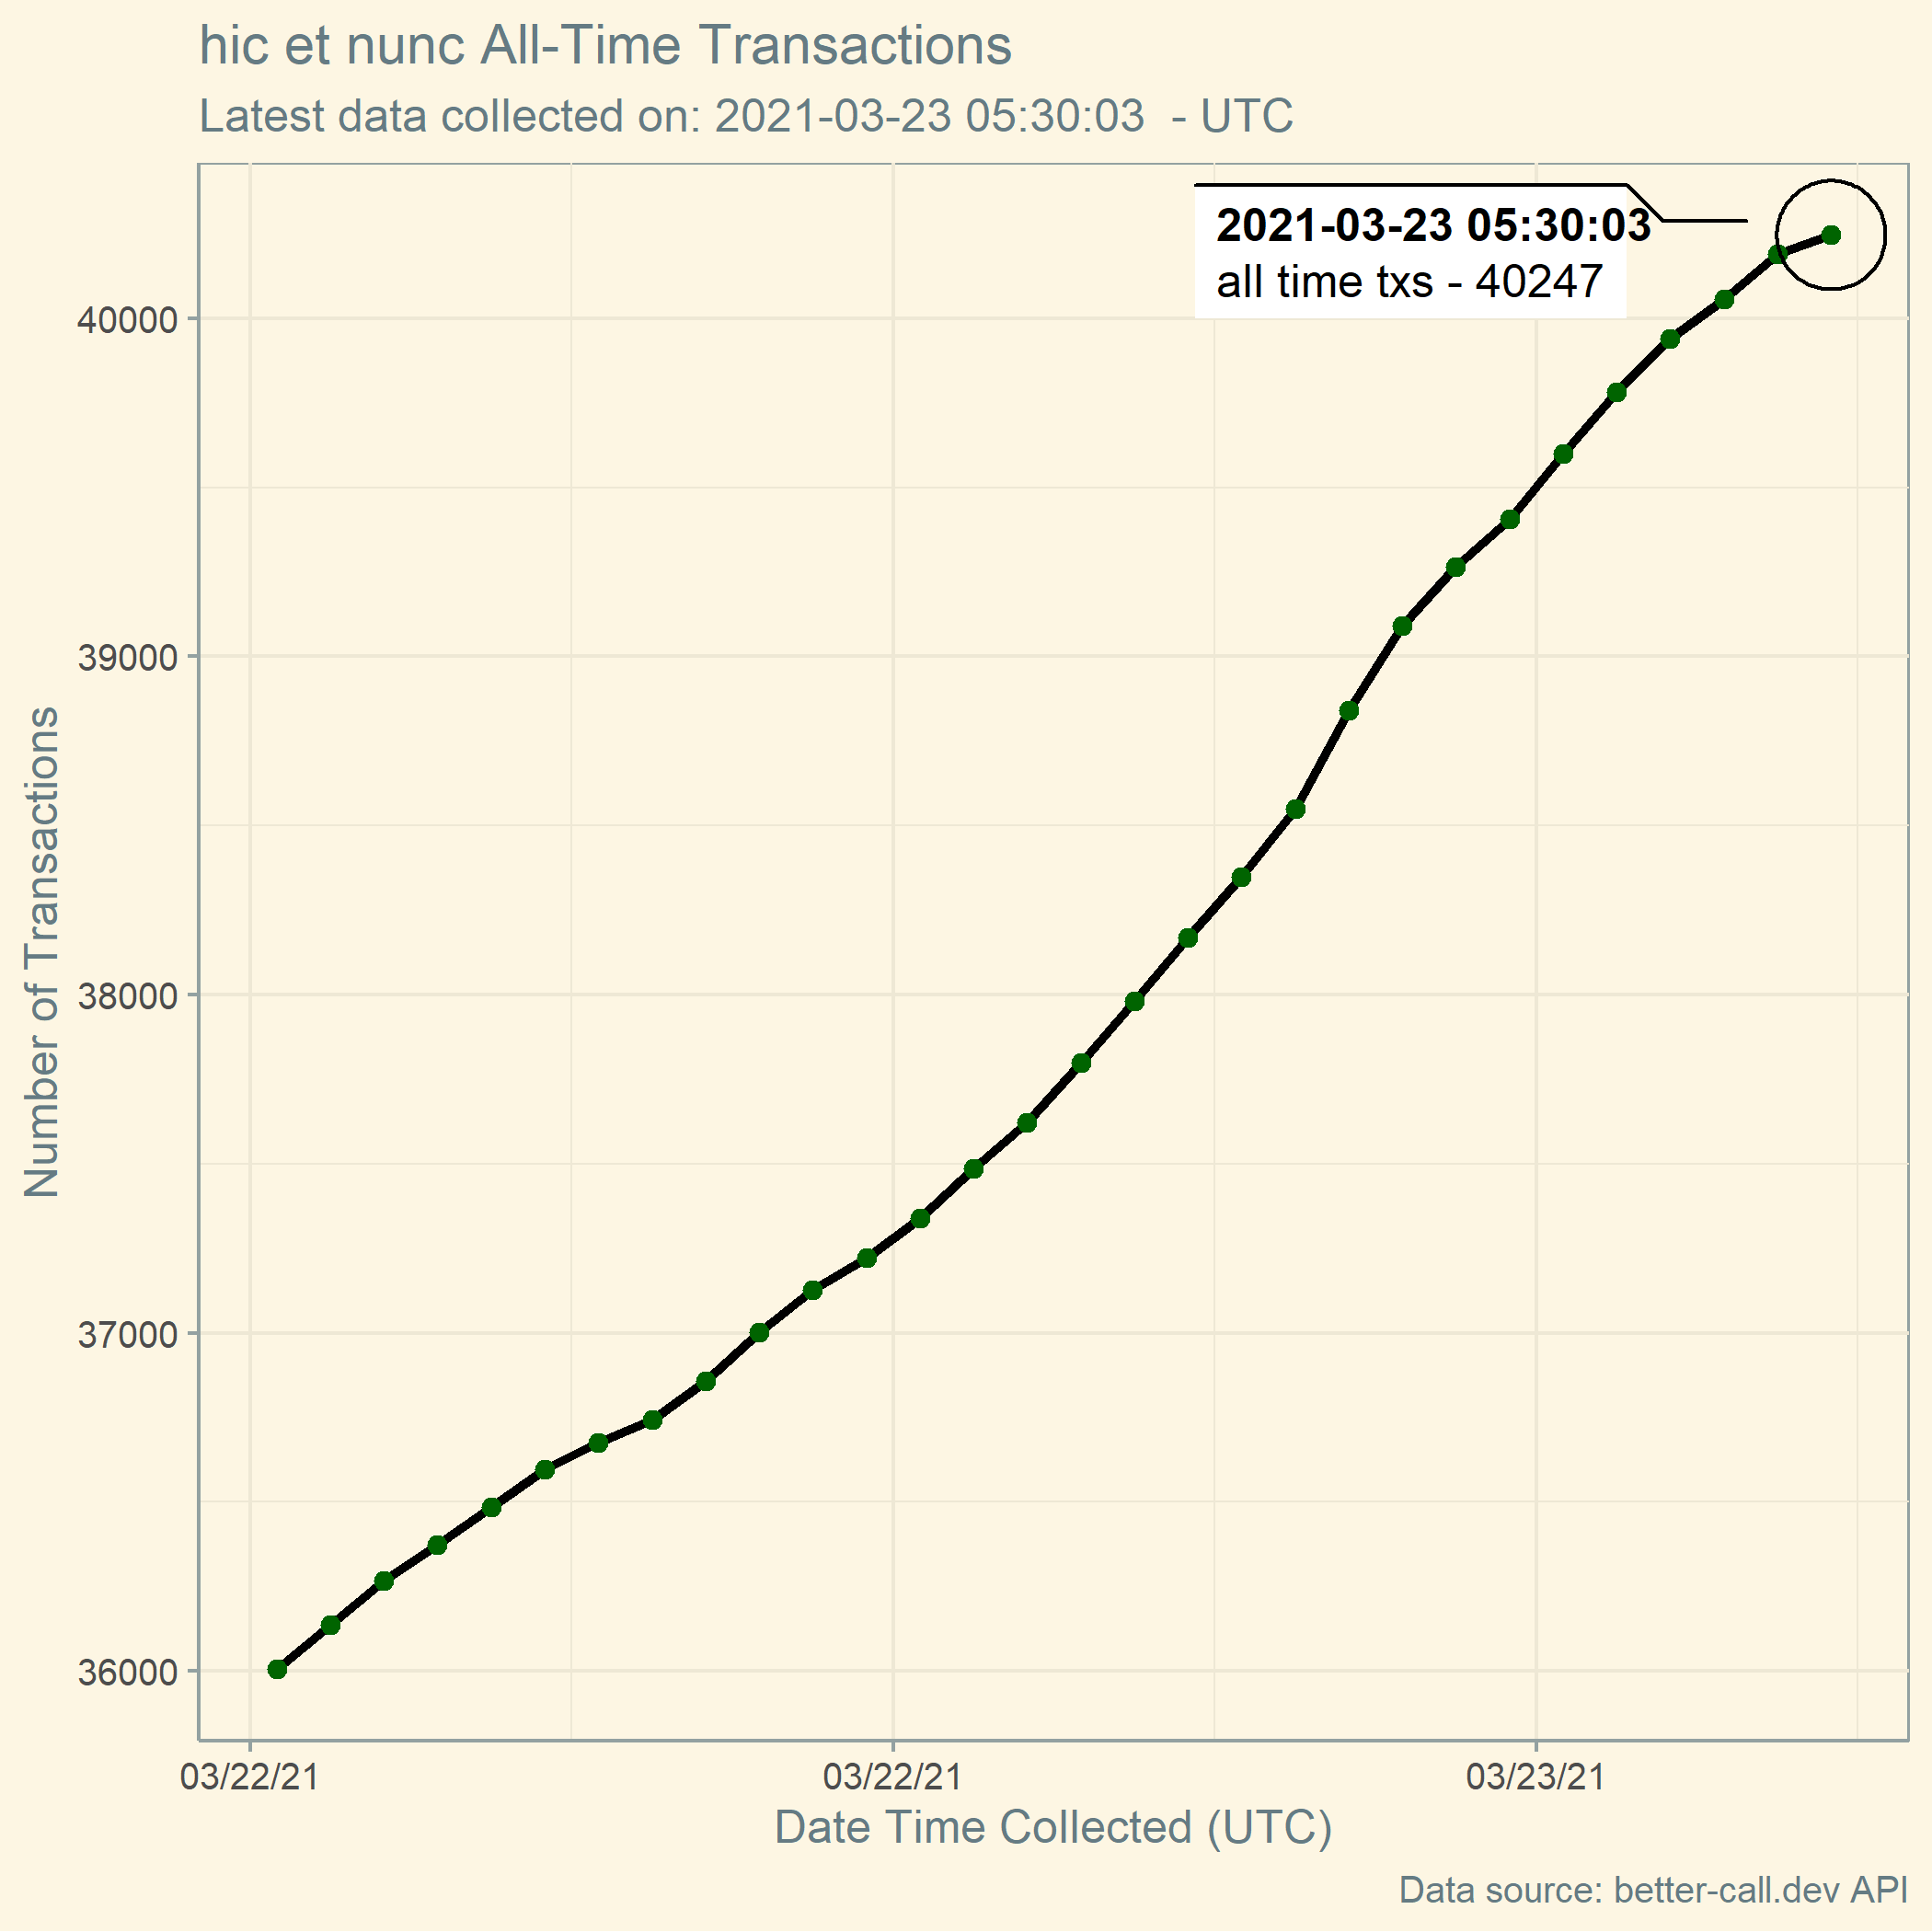 hic et nunc All-Time Transactions
Latest data collected on: 2021-03-23 05:30:03  - UTC
2021-03-23 05:30:03
all time txs - 40247
40000
39000
38000
37000
36000
Number of Transactions
03/22/21 03/22/21 03/23/21
Date Time Collected (UTC)
Data source: better-call.dev API